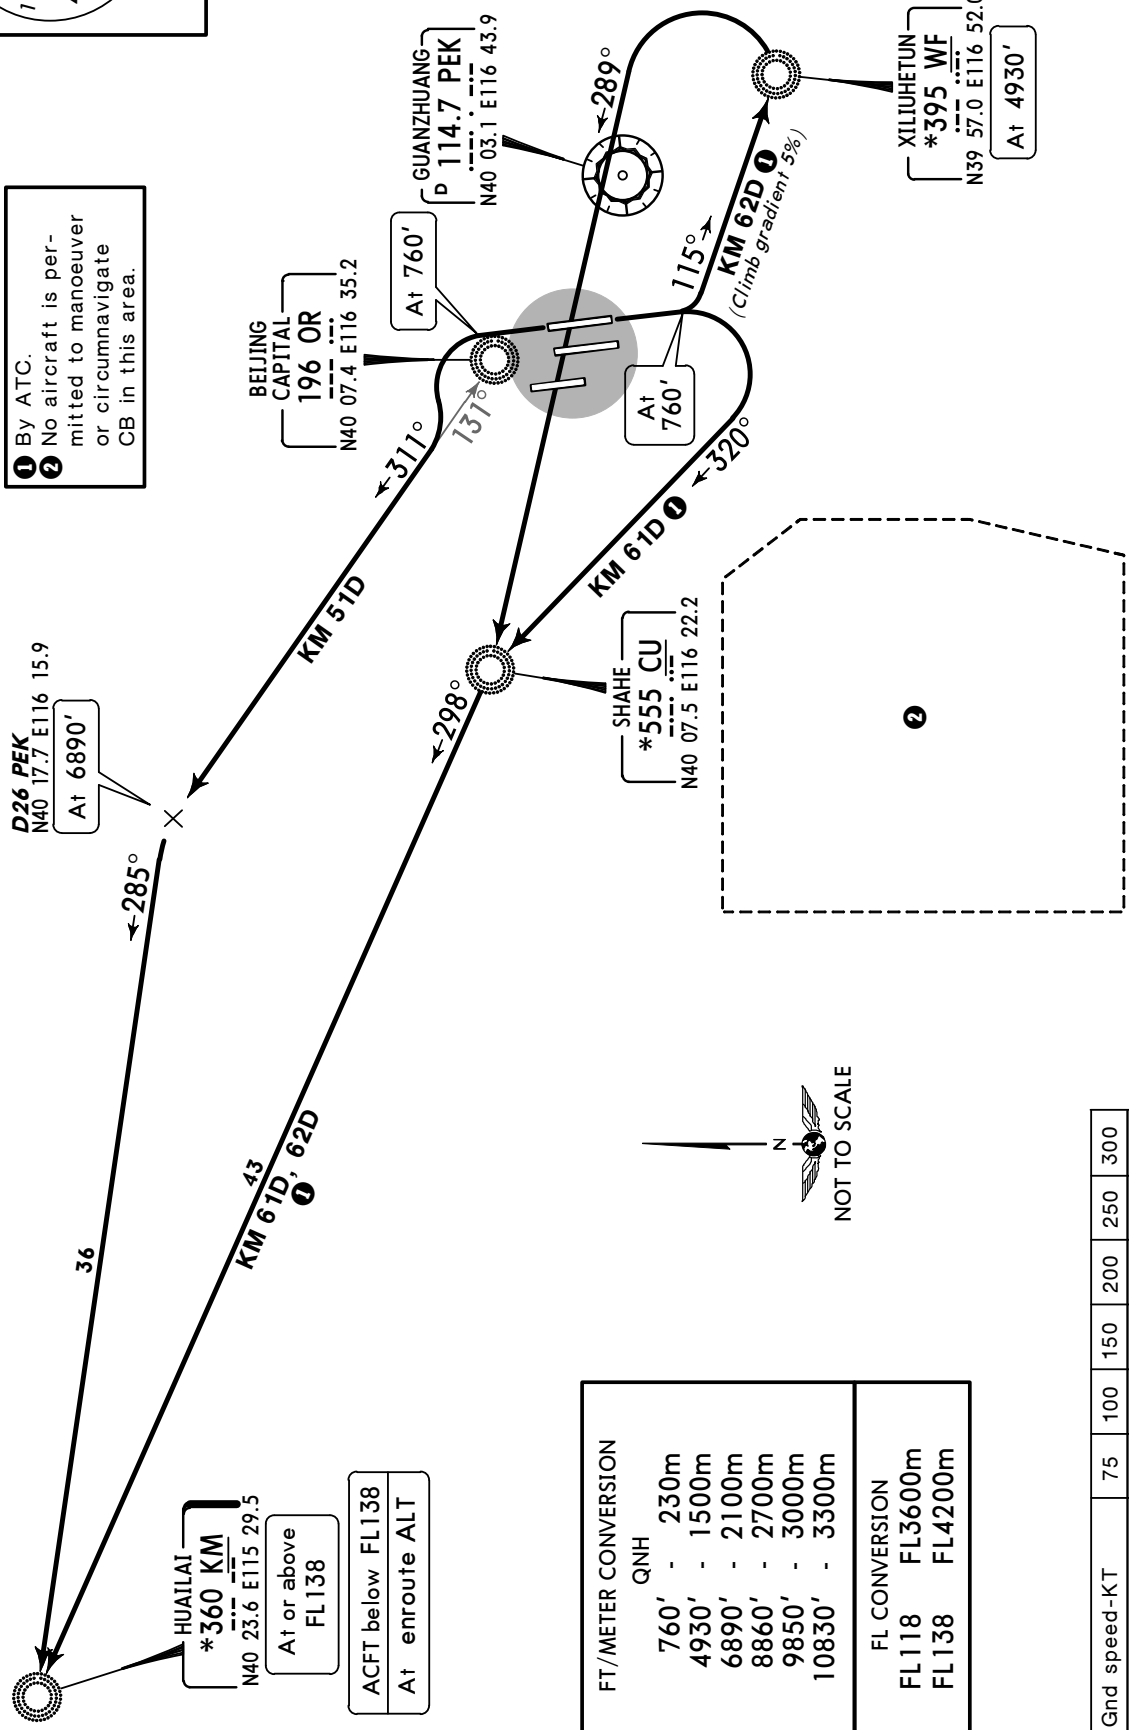 ❶ By ATC.
❷ No aircraft is per-
mitted to manoeuver
or circumnavigate
CB in this area.
D26 PEK
N40 17.7 E116 15.9
At 6890'
BEIJING
CAPITAL
196 OR
N40 07.4 E116 35.2
At 760'
GUANZHUANG
P 114.7 PEK
N40 03.1 E116 43.9
289°
XILIUHETUN
*395 WF
N39 57.0 E116 52.0
At 4930'
115°
KM 62D ❶
(Climb gradient 5%)
At
760'
131°
311°
KM 51D
320°
KM 61D ❶
SHAHE
*555 CU
N40 07.5 E116 22.2
298°
285°
36
43
KM 61D, 62D
❶
❷
HUAILAI
*360 KM
N40 23.6 E115 29.5
At or above
FL138
ACFT below FL138
At enroute ALT
N
NOT TO SCALE
FT/METER CONVERSION
QNH
760' - 230m
4930' - 1500m
6890' - 2100m
8860' - 2700m
9850' - 3000m
10830' - 3300m
FL CONVERSION
FL118 FL3600m
FL138 FL4200m
Gnd speed-KT 75 100 150 200 250 300